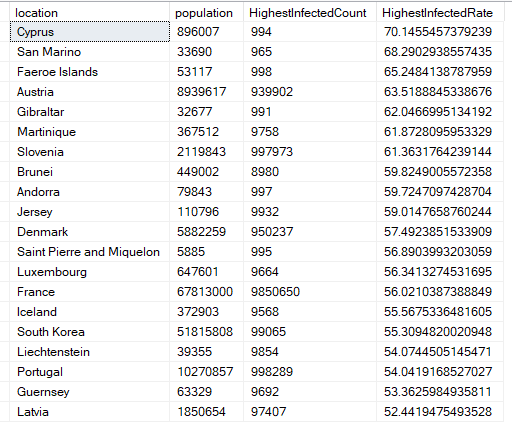 location population HighestInfectedCount HighestInfectedRate
Cyprus 896007 994 70.1455457379239
San Marino 33690 965 68.2902938557435
Faeroe Islands 53117 998 65.2484138787959
Austria 8939617 939902 63.5188845338676
Gibraltar 32677 991 62.0466995134192
Martinique 367512 9758 61.8728095953329
Slovenia 2119843 997973 61.3631764239144
Brunei 449002 8980 59.8249005572358
Andorra 79843 997 59.7247097428704
Jersey 110796 9932 59.0147658760244
Denmark 5882259 950237 57.4923851533909
Saint Pierre and Miquelon 5885 995 56.8903993203059
Luxembourg 647601 9664 56.3413274531695
France 67813000 9850650 56.0210387388849
Iceland 372903 9568 55.5675336481605
South Korea 51815808 99065 55.3094820020948
Liechtenstein 39355 9854 54.0744505145471
Portugal 10270857 998289 54.0419168527027
Guernsey 63329 9692 53.3625984935811
Latvia 1850654 97407 52.4419475493528